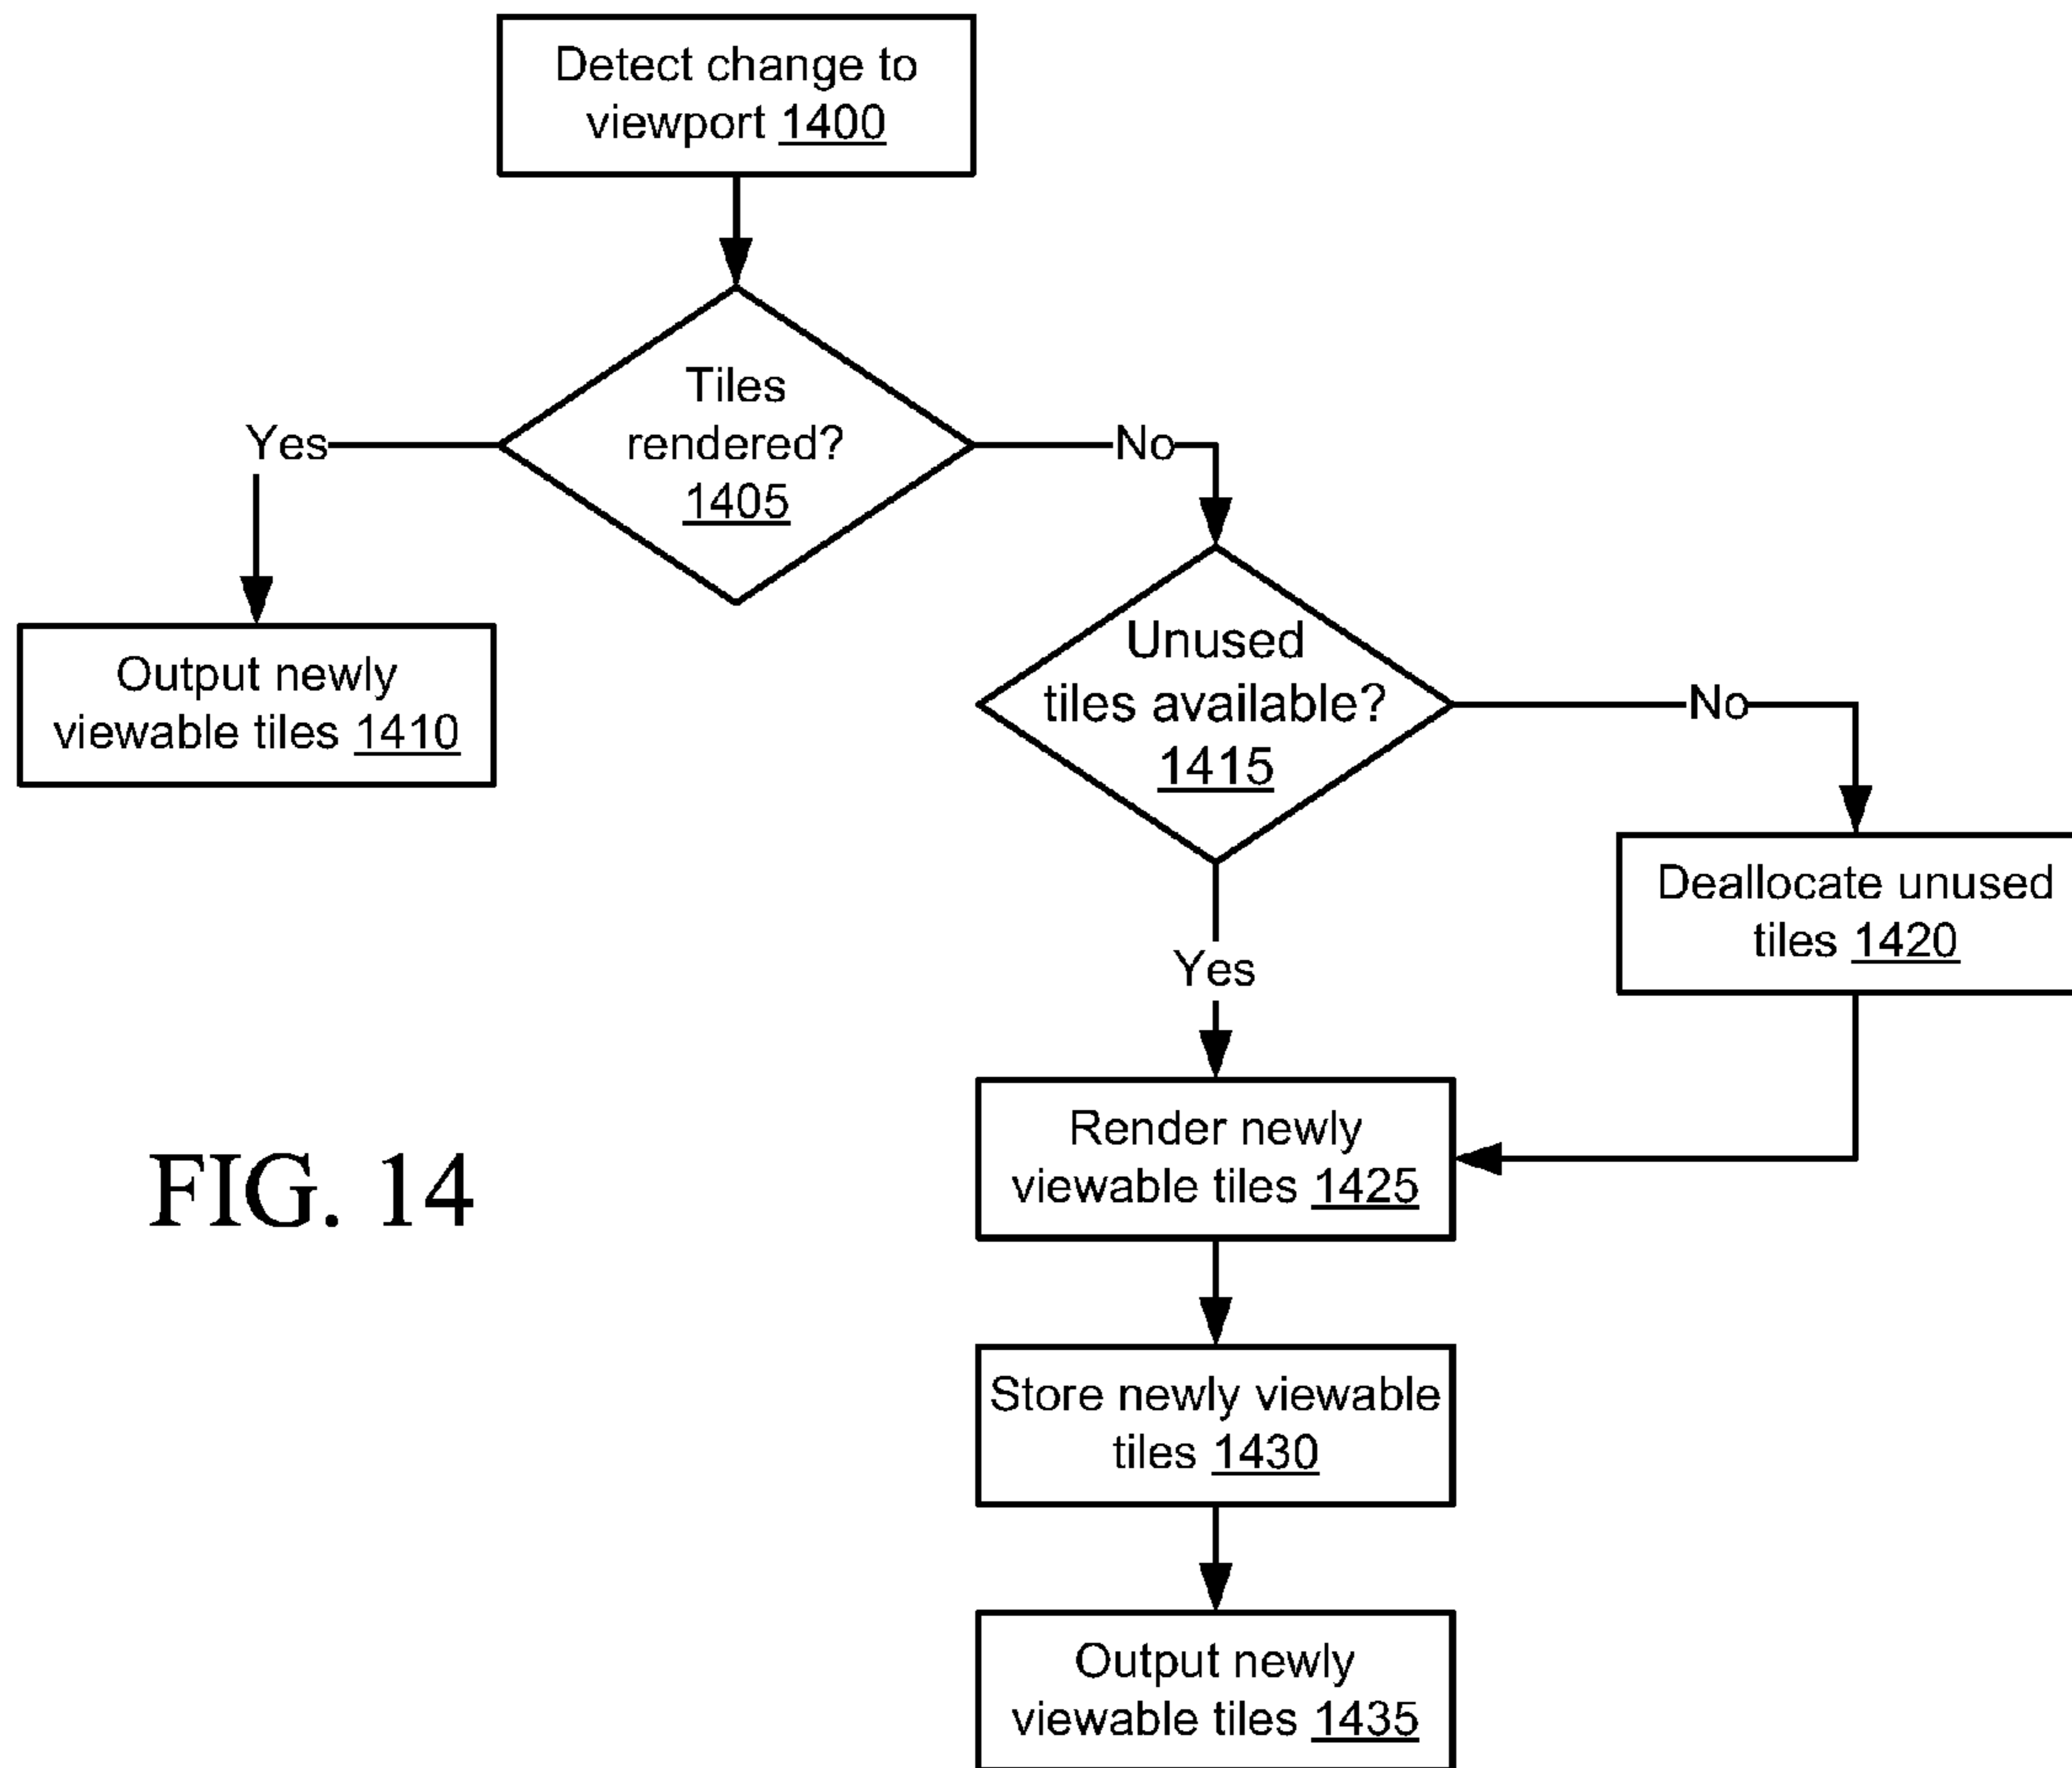 Detect change to
viewport 1400
Tiles
rendered?
1405
Yes
No
Output newly
viewable tiles 1410
Unused
tiles available?
1415
No
Deallocate unused
tiles 1420
Yes
Render newly
viewable tiles 1425
FIG. 14
Store newly viewable
tiles 1430
Output newly
viewable tiles 1435